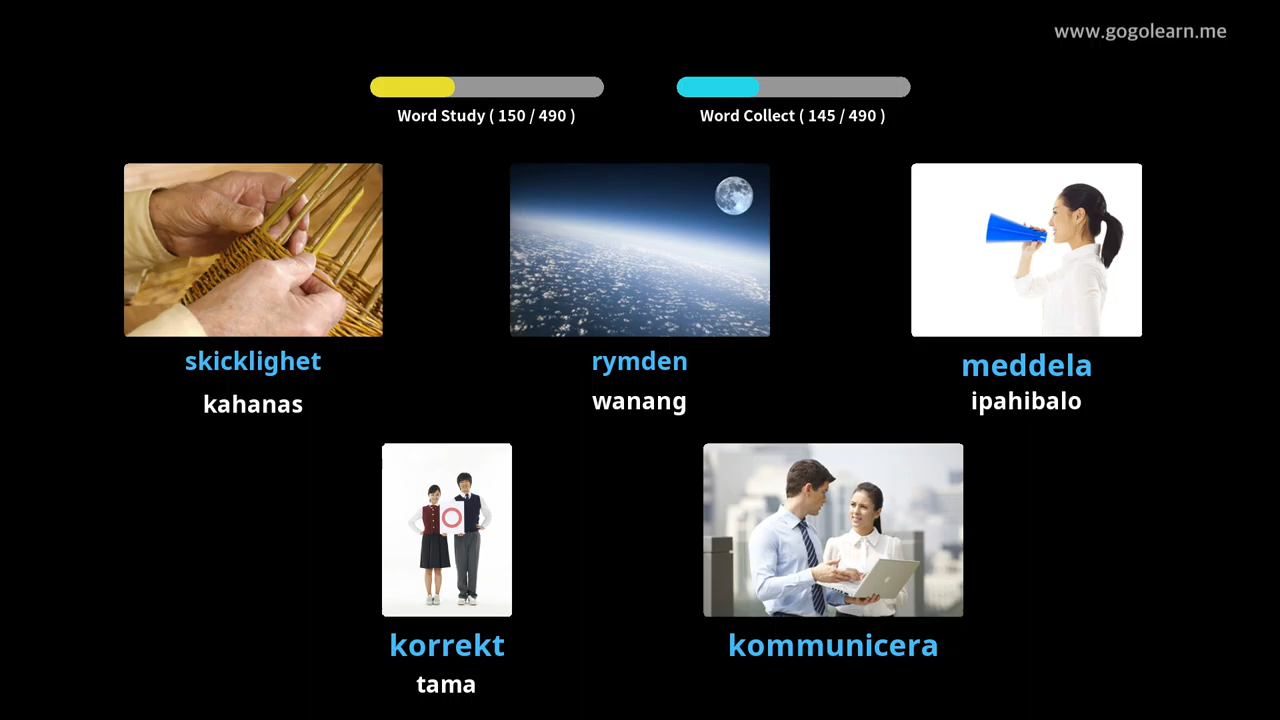 www.gogolearn.me
Word Study ( 150 / 490 )
Word Collect ( 145 / 490 )
skicklighet
kahanas
rymden
wanang
meddela
ipahibalo
korrekt
tama
kommunicera